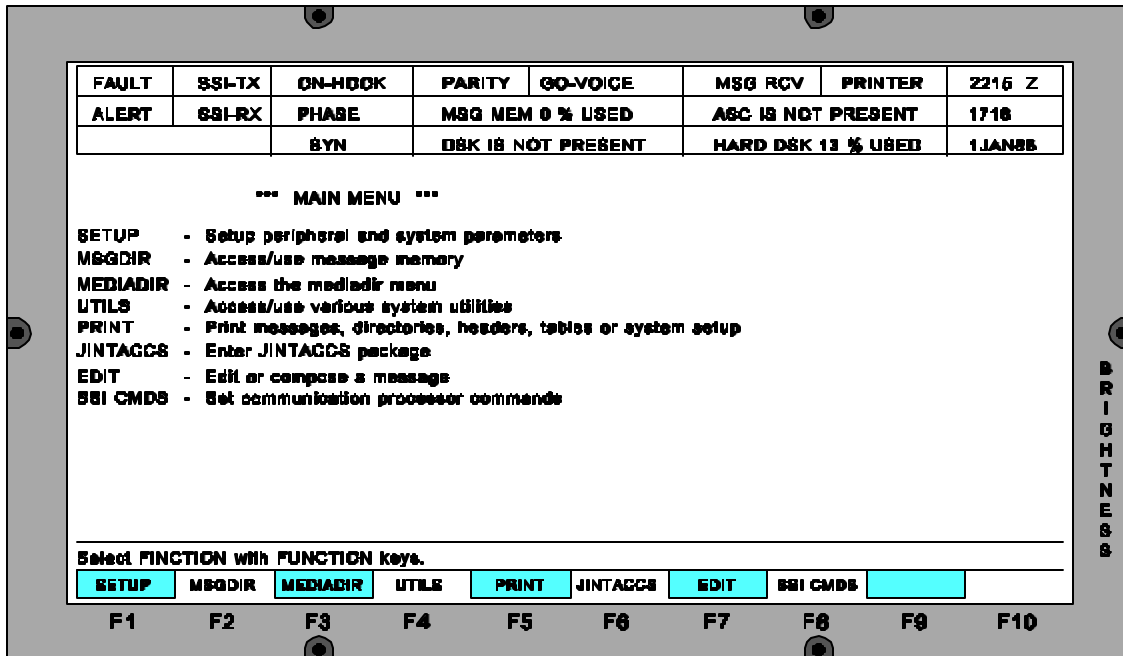 FAULT SSI-TX ON-HOOK PARITY GO-VOICE MSG RCV PRINTER 2215 Z
ALERT SSI-RX PHASE MSG MEM 0 % USED ASC IS NOT PRESENT 1716
SYN DSK IS NOT PRESENT HARD DSK 13 % USED 1JAN85
*** MAIN MENU ***
SETUP - Setup peripheral and system parameters
MSGDIR - Access/use message memory
MEDIADIR - Access the mediadir menu
UTILS - Access/use various system utilities
PRINT - Print messages, directories, headers, tables or system setup
JINTACCS - Enter JINTACCS package
EDIT - Edit or compose a message
SSI CMDS - Set communication processor commands
Select FINCTION with FUNCTION keys.
SETUP MSGDIR MEDIADIR UTILS PRINT JINTACCS EDIT SSI CMDS
F1 F2 F3 F4 F5 F6 F7 F8 F9 F10
BRIGHTNESS